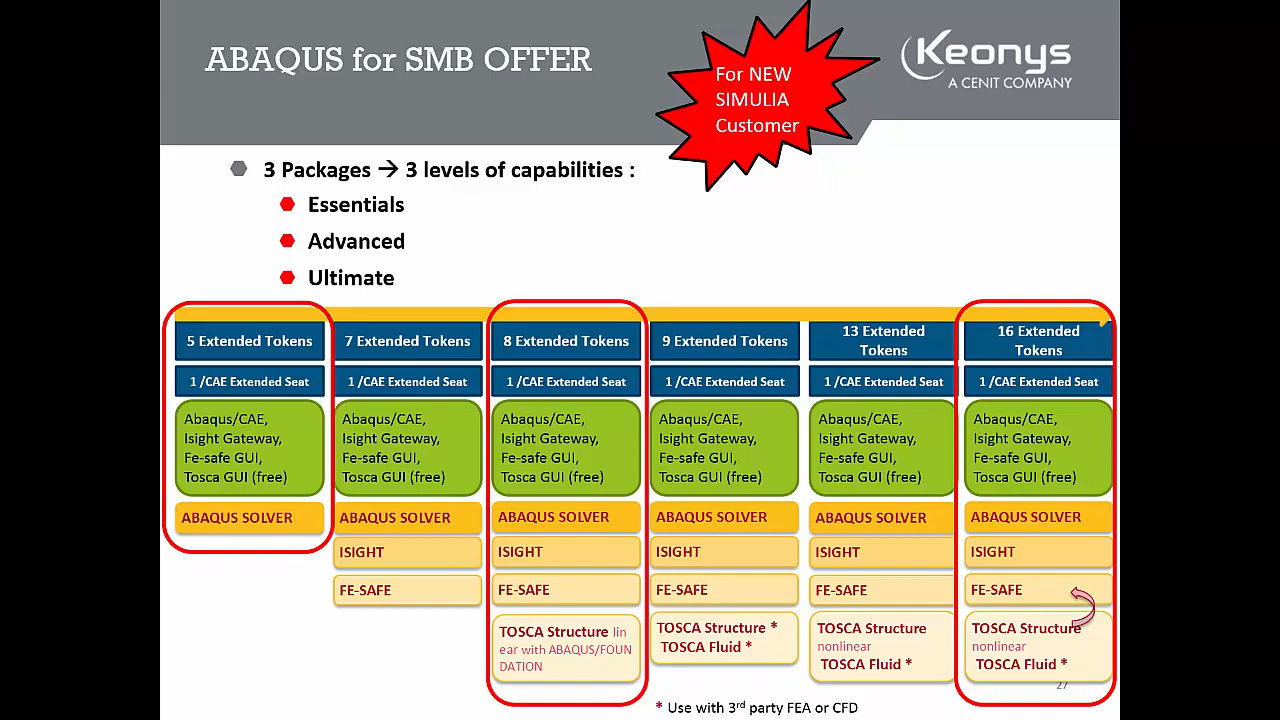 ABAQUS for SMB OFFER
For NEW
SIMULIA
Customer
Keonys
A CENIT COMPANY
3 Packages → 3 levels of capabilities :
Essentials
Advanced
Ultimate
5 Extended Tokens
1 /CAE Extended Seat
Abaqus/CAE,
Isight Gateway,
Fe-safe GUI,
Tosca GUI (free)
ABAQUS SOLVER
7 Extended Tokens
1 /CAE Extended Seat
Abaqus/CAE,
Isight Gateway,
Fe-safe GUI,
Tosca GUI (free)
ABAQUS SOLVER
ISIGHT
FE-SAFE
8 Extended Tokens
1 /CAE Extended Seat
Abaqus/CAE,
Isight Gateway,
Fe-safe GUI,
Tosca GUI (free)
ABAQUS SOLVER
ISIGHT
FE-SAFE
TOSCA Structure lin
ear with ABAQUS/FOUN
DATION
9 Extended Tokens
1 /CAE Extended Seat
Abaqus/CAE,
Isight Gateway,
Fe-safe GUI,
Tosca GUI (free)
ABAQUS SOLVER
ISIGHT
FE-SAFE
TOSCA Structure *
TOSCA Fluid *
13 Extended
Tokens
1 /CAE Extended Seat
Abaqus/CAE,
Isight Gateway,
Fe-safe GUI,
Tosca GUI (free)
ABAQUS SOLVER
ISIGHT
FE-SAFE
TOSCA Structure
nonlinear
TOSCA Fluid *
16 Extended
Tokens
1 /CAE Extended Seat
Abaqus/CAE,
Isight Gateway,
Fe-safe GUI,
Tosca GUI (free)
ABAQUS SOLVER
ISIGHT
FE-SAFE
TOSCA Structure
nonlinear
TOSCA Fluid *
27
* Use with 3rd party FEA or CFD